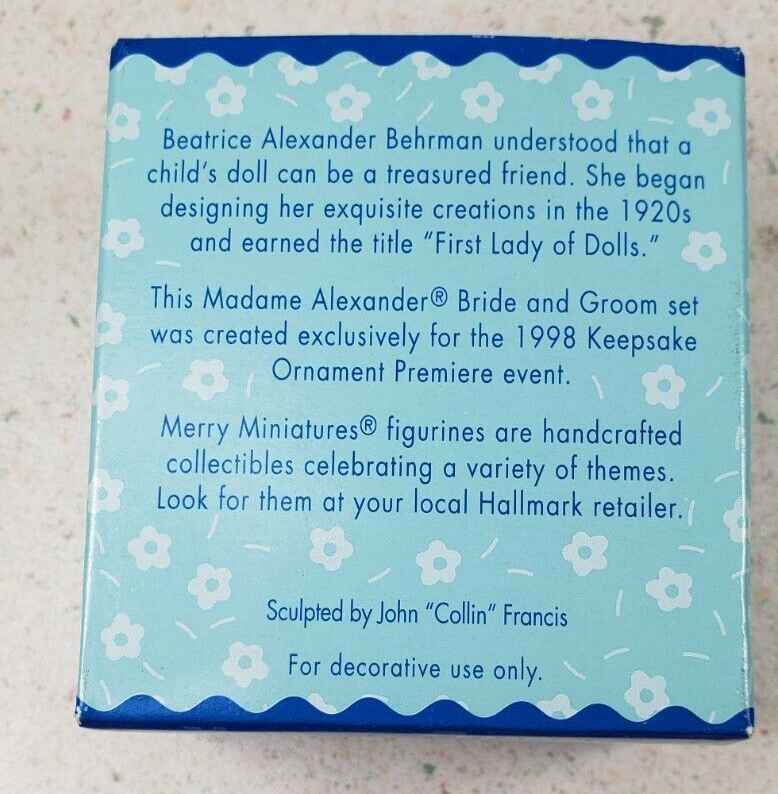 Beatrice Alexander Behrman understood that a
child's doll can be a treasured friend. She began
designing her exquisite creations in the 1920s
and earned the title “First Lady of Dolls.”
This Madame Alexander® Bride and Groom set
was created exclusively for the 1998 Keepsake
Ornament Premiere event.
Merry Miniatures® figurines are handcrafted
collectibles celebrating a variety of themes.
Look for them at your local Hallmark retailer.
Sculpted by John “Collin” Francis
For decorative use only.